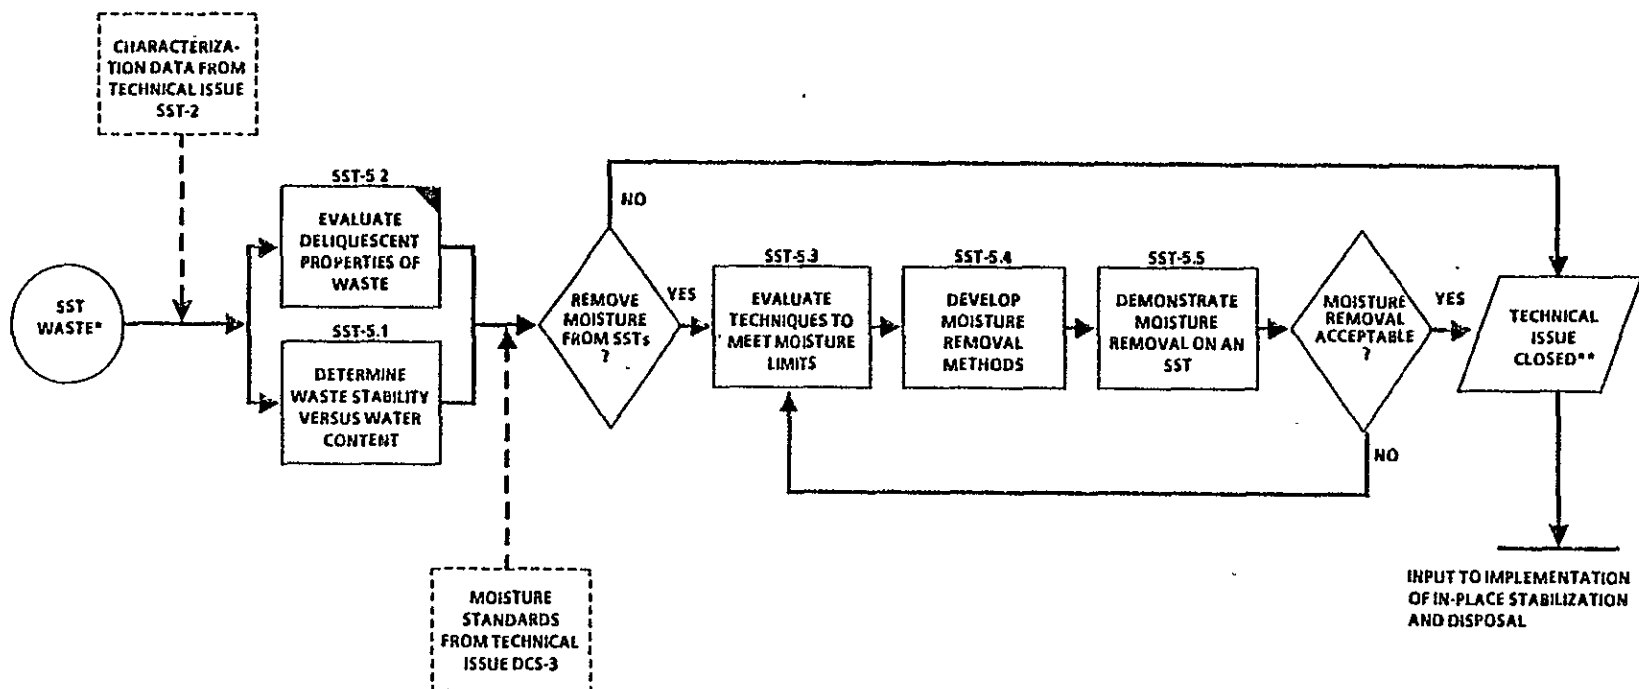 CHARACTERIZA-
TION DATA FROM
TECHNICAL ISSUE
SST-2
SST
WASTE*
SST-5.2
EVALUATE
DELIQUESCENT
PROPERTIES OF
WASTE
SST-5.1
DETERMINE
WASTE STABILITY
VERSUS WATER
CONTENT
MOISTURE
STANDARDS
FROM TECHNICAL
ISSUE DCS-3
REMOVE
MOISTURE
FROM SSTs
?
NO
YES
SST-5.3
EVALUATE
TECHNIQUES TO
MEET MOISTURE
LIMITS
SST-5.4
DEVELOP
MOISTURE
REMOVAL
METHODS
SST-5.5
DEMONSTRATE
MOISTURE
REMOVAL ON AN
SST
MOISTURE
REMOVAL
ACCEPTABLE
?
YES
NO
TECHNICAL
ISSUE
CLOSED**
INPUT TO IMPLEMENTATION
OF IN-PLACE STABILIZATION
AND DISPOSAL